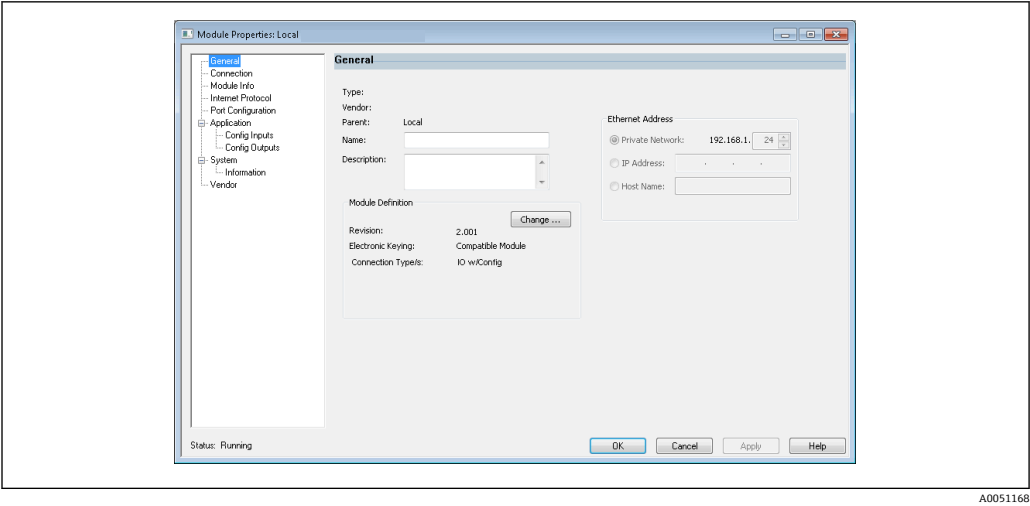 Module Properties: Local
General
Connection
Module Info
Internet Protocol
Port Configuration
Application
Config Inputs
Config Outputs
System
Information
Vendor
General
Type:
Vendor:
Parent: Local
Name:
Description:
Module Definition
Change ...
Revision: 2.001
Electronic Keying: Compatible Module
Connection Type/s: IO w/Config
Ethernet Address
Private Network: 192.168.1. 24
IP Address: . . .
Host Name:
Status: Running
OK Cancel Apply Help
A0051168